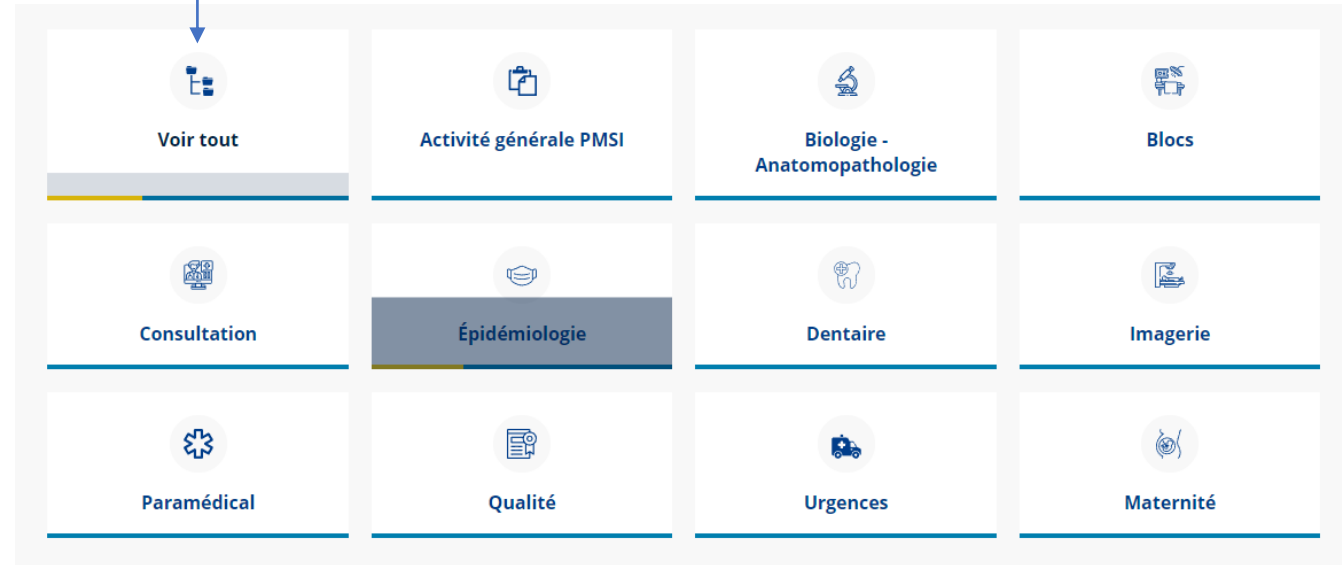 Voir tout
Activité générale PMSI
Biologie -
Anatomopathologie
Blocs
Consultation
Épidémiologie
Dentaire
Imagerie
Paramédical
Qualité
Urgences
Maternité